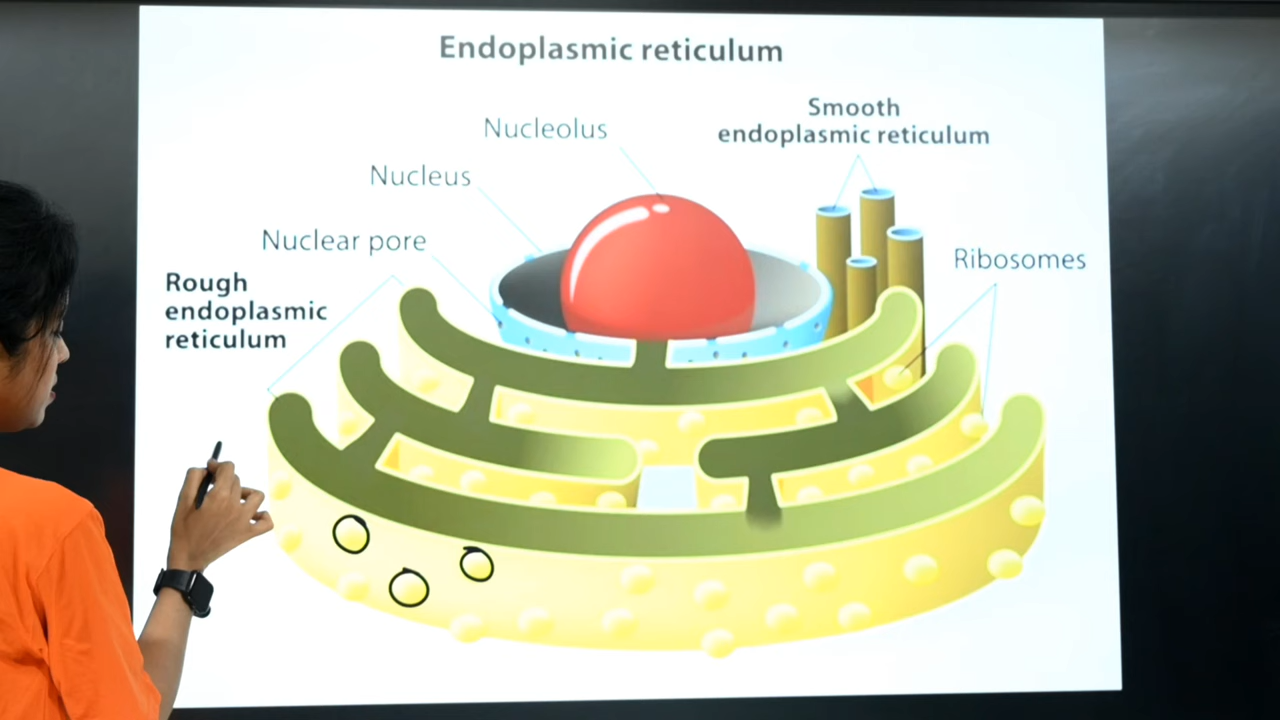 Endoplasmic reticulum
Smooth
endoplasmic reticulum
Nucleolus
Nucleus
Nuclear pore
Ribosomes
Rough
endoplasmic
reticulum